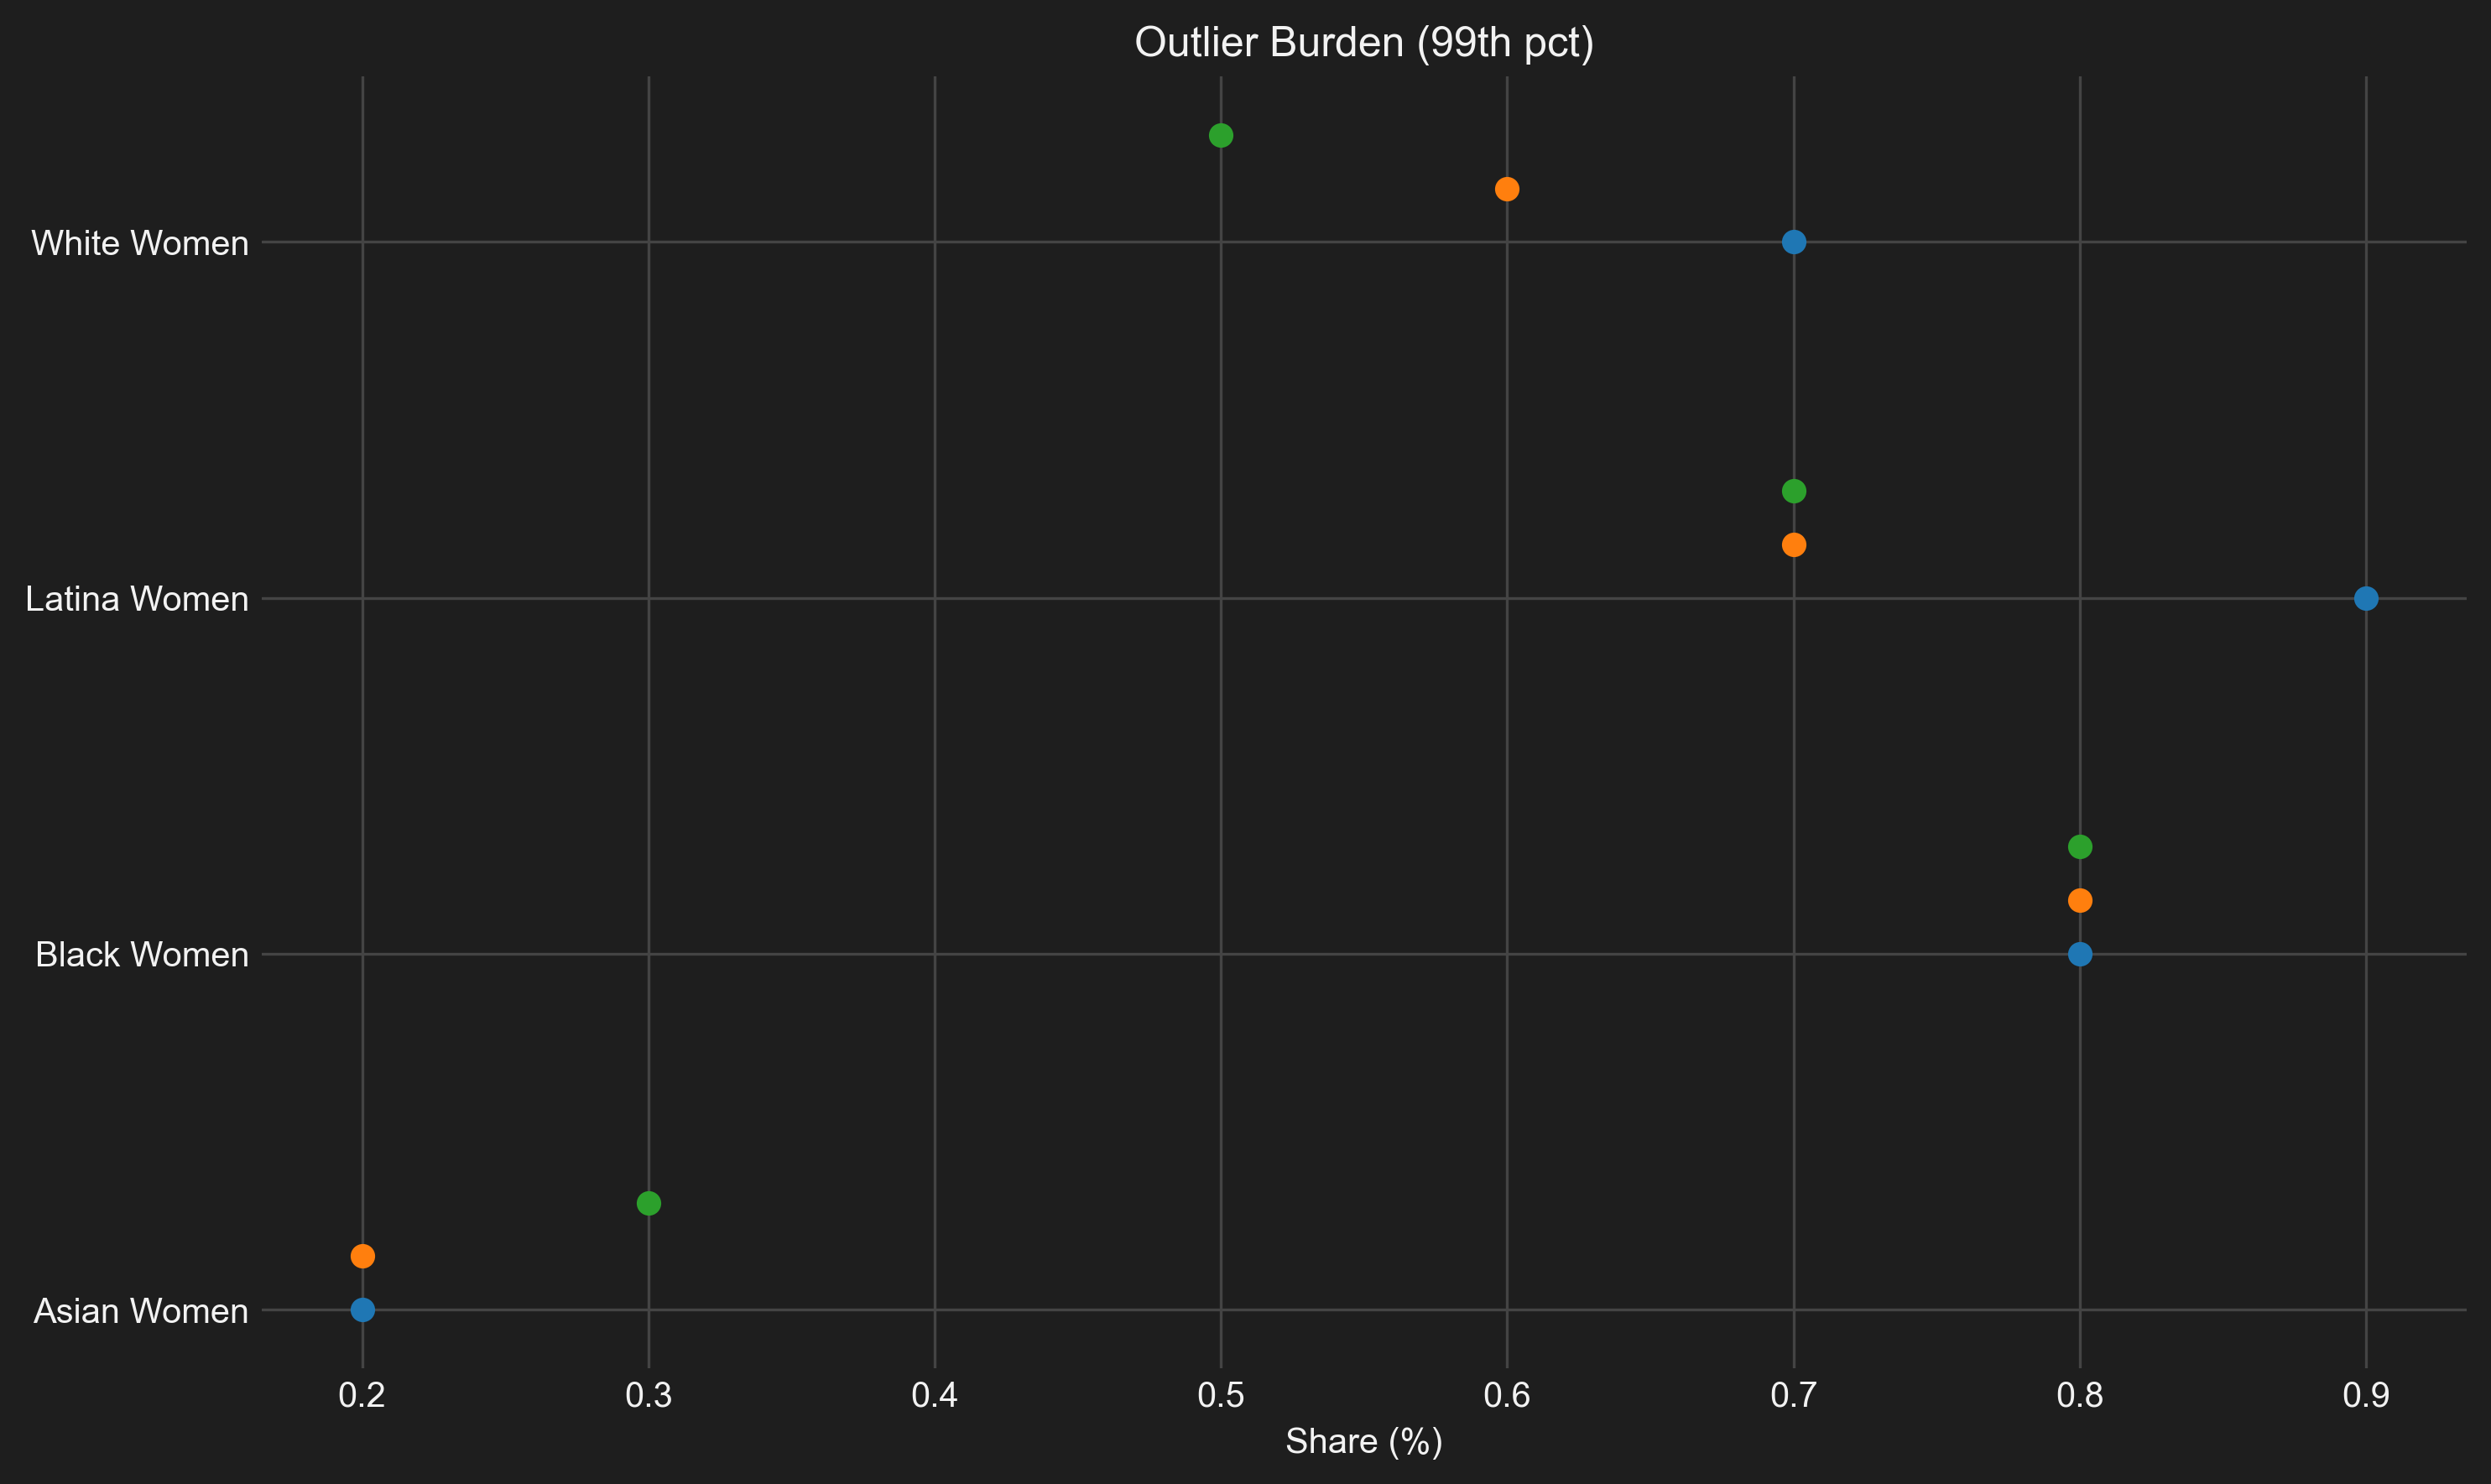 Outlier Burden (99th pct)
White Women
Latina Women
Black Women
Asian Women
0.2 0.3 0.4 0.5 0.6 0.7 0.8 0.9
Share (%)